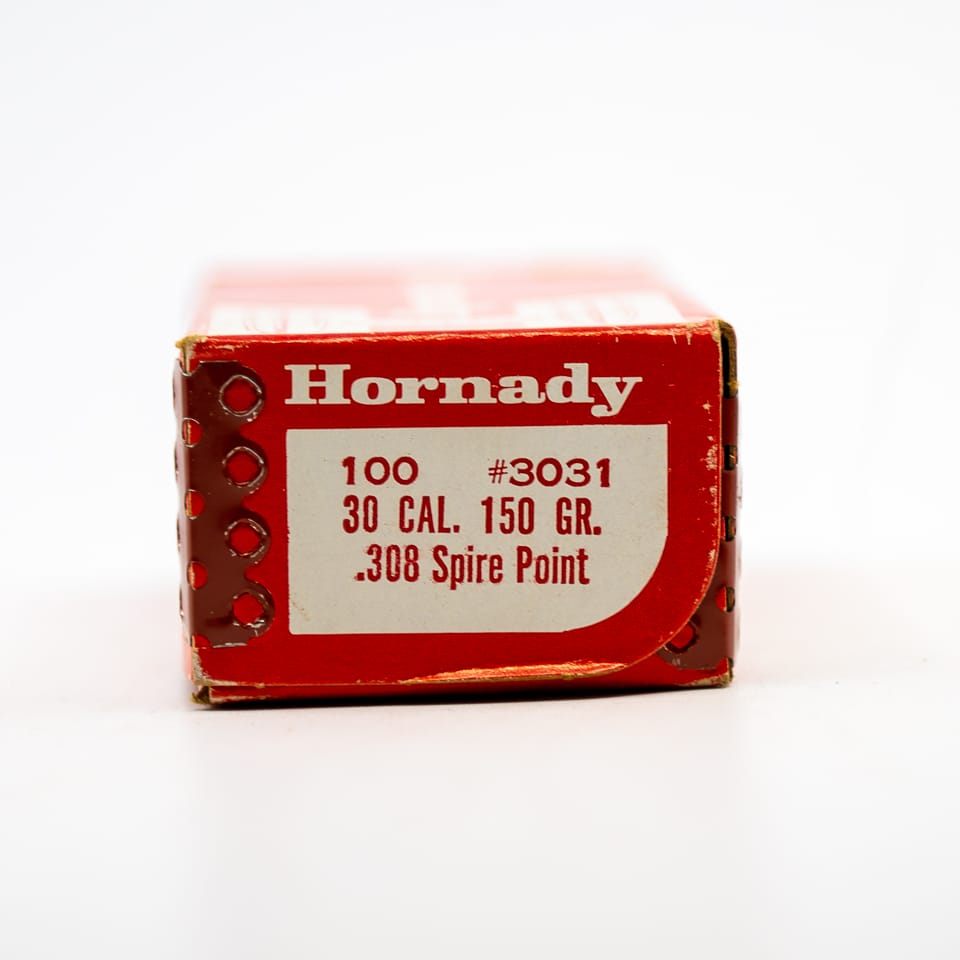 Hornady
100 #3031
30 CAL. 150 GR.
.308 Spire Point